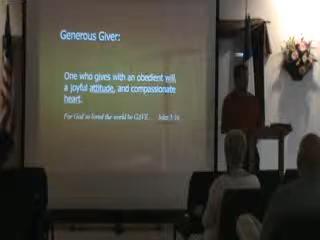 Generous Giver:
One who gives with an obedient will,
a joyful attitude, and compassionate
heart.
For God so loved the world he GAVE... John 3:16